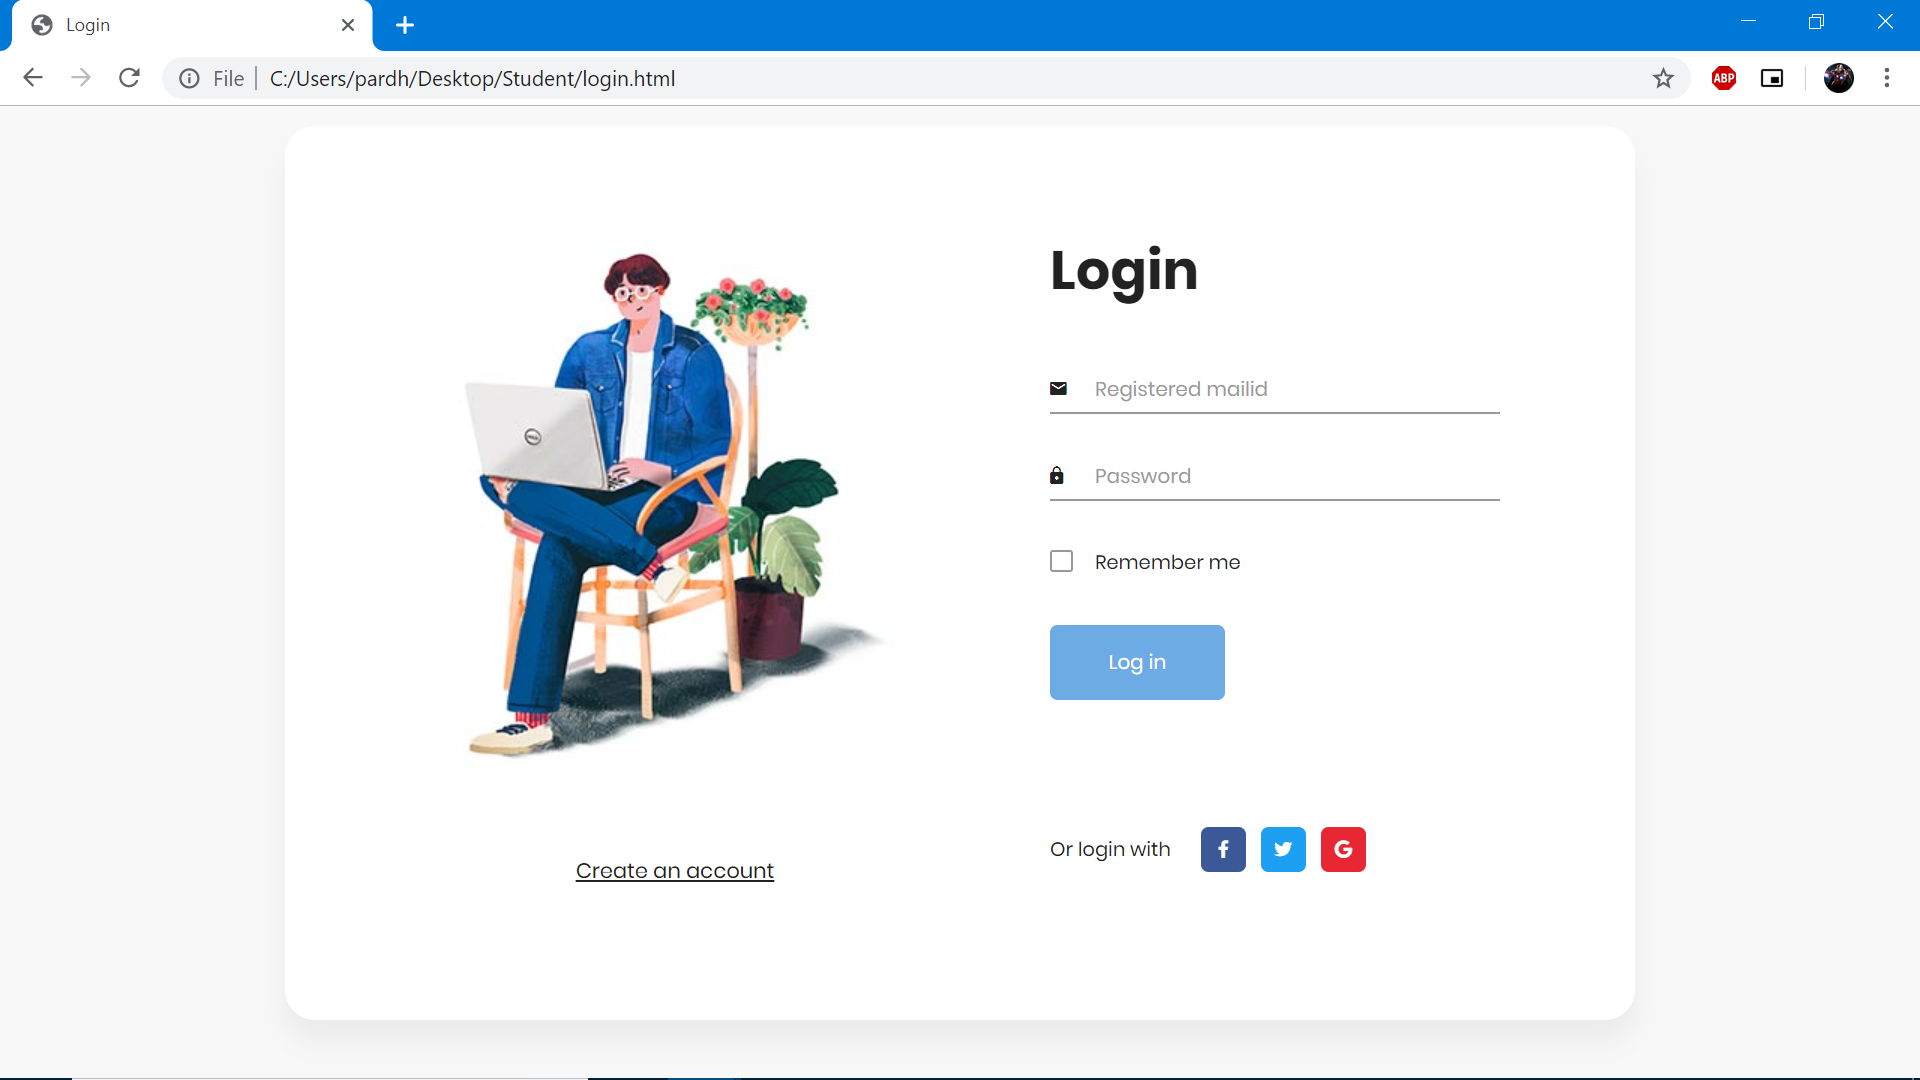 Login
File
C:/Users/pardh/Desktop/Student/login.html
ABP
Login
Registered mailid
Password
Remember me
Log in
Or login with
Create an account